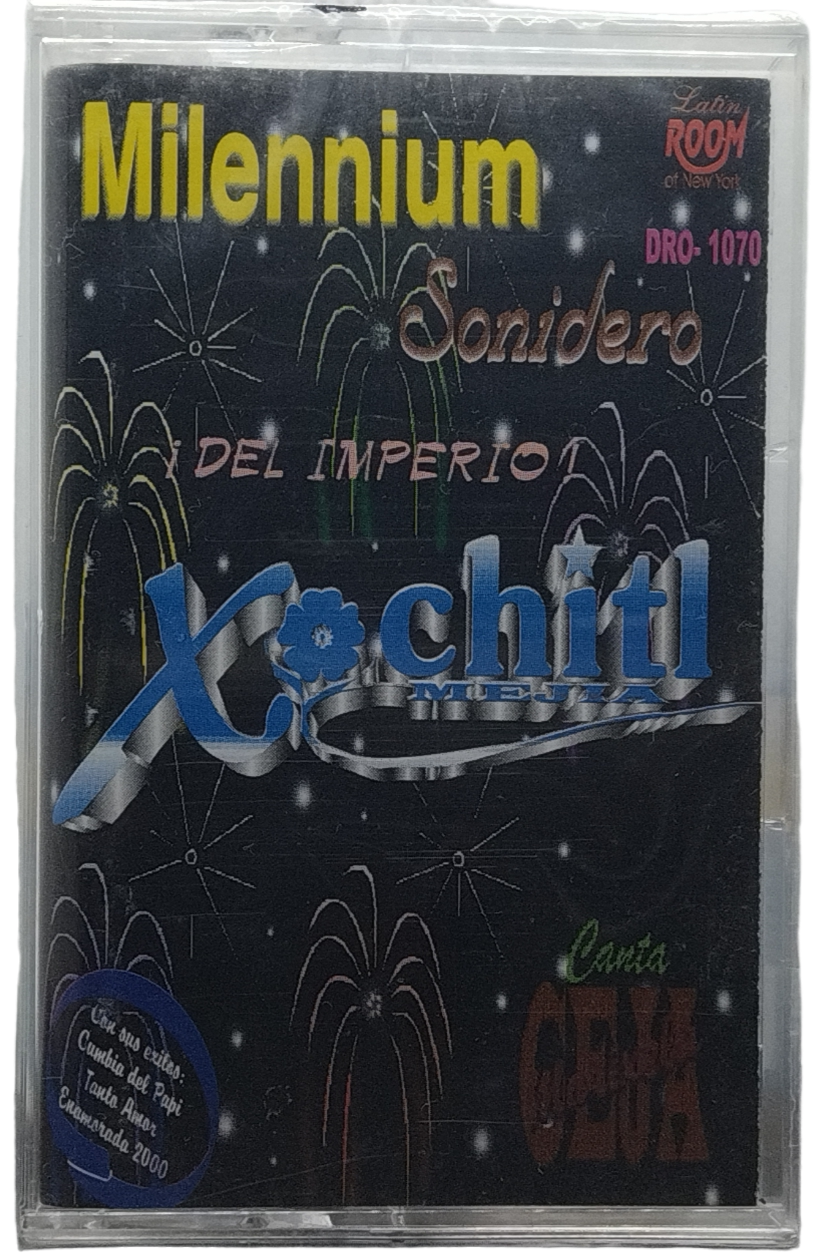 Milennium
Latin
ROOM
of New York
DRO- 1070
Sonidero
¡DEL IMPERIO!
Xochitl
MEJIA
Canta
CEJA
Con sus exitos:
Cumbia del Papi
Tanto Amor
Enamorada 2000